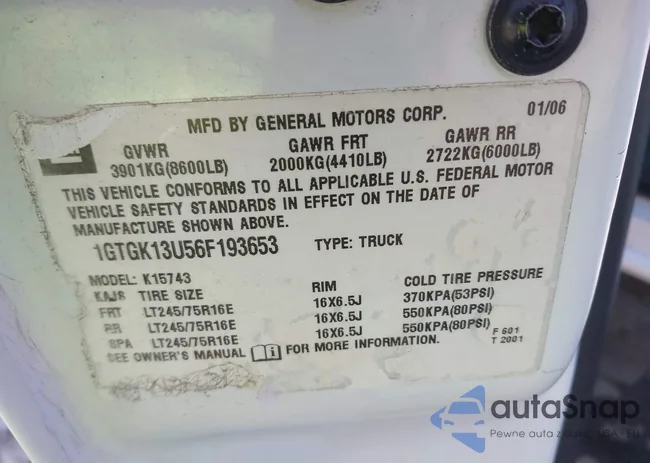 MFD BY GENERAL MOTORS CORP. 01/06
GVWR GAWR FRT GAWR RR
3901KG(8600LB) 2000KG(4410LB) 2722KG(6000LB)
THIS VEHICLE CONFORMS TO ALL APPLICABLE U.S. FEDERAL MOTOR
VEHICLE SAFETY STANDARDS IN EFFECT ON THE DATE OF
MANUFACTURE SHOWN ABOVE.
1GTGK13U56F193653 TYPE: TRUCK
MODEL: K15743
TIRE SIZE RIM COLD TIRE PRESSURE
FRT LT245/75R16E 16X6.5J 370KPA(53PSI)
RR LT245/75R16E 16X6.5J 550KPA(80PSI)
SPA LT245/75R16E 16X6.5J 550KPA(80PSI)
SEE OWNER'S MANUAL FOR MORE INFORMATION.
F 601
T 2001
autaSnap
Pewne auta z